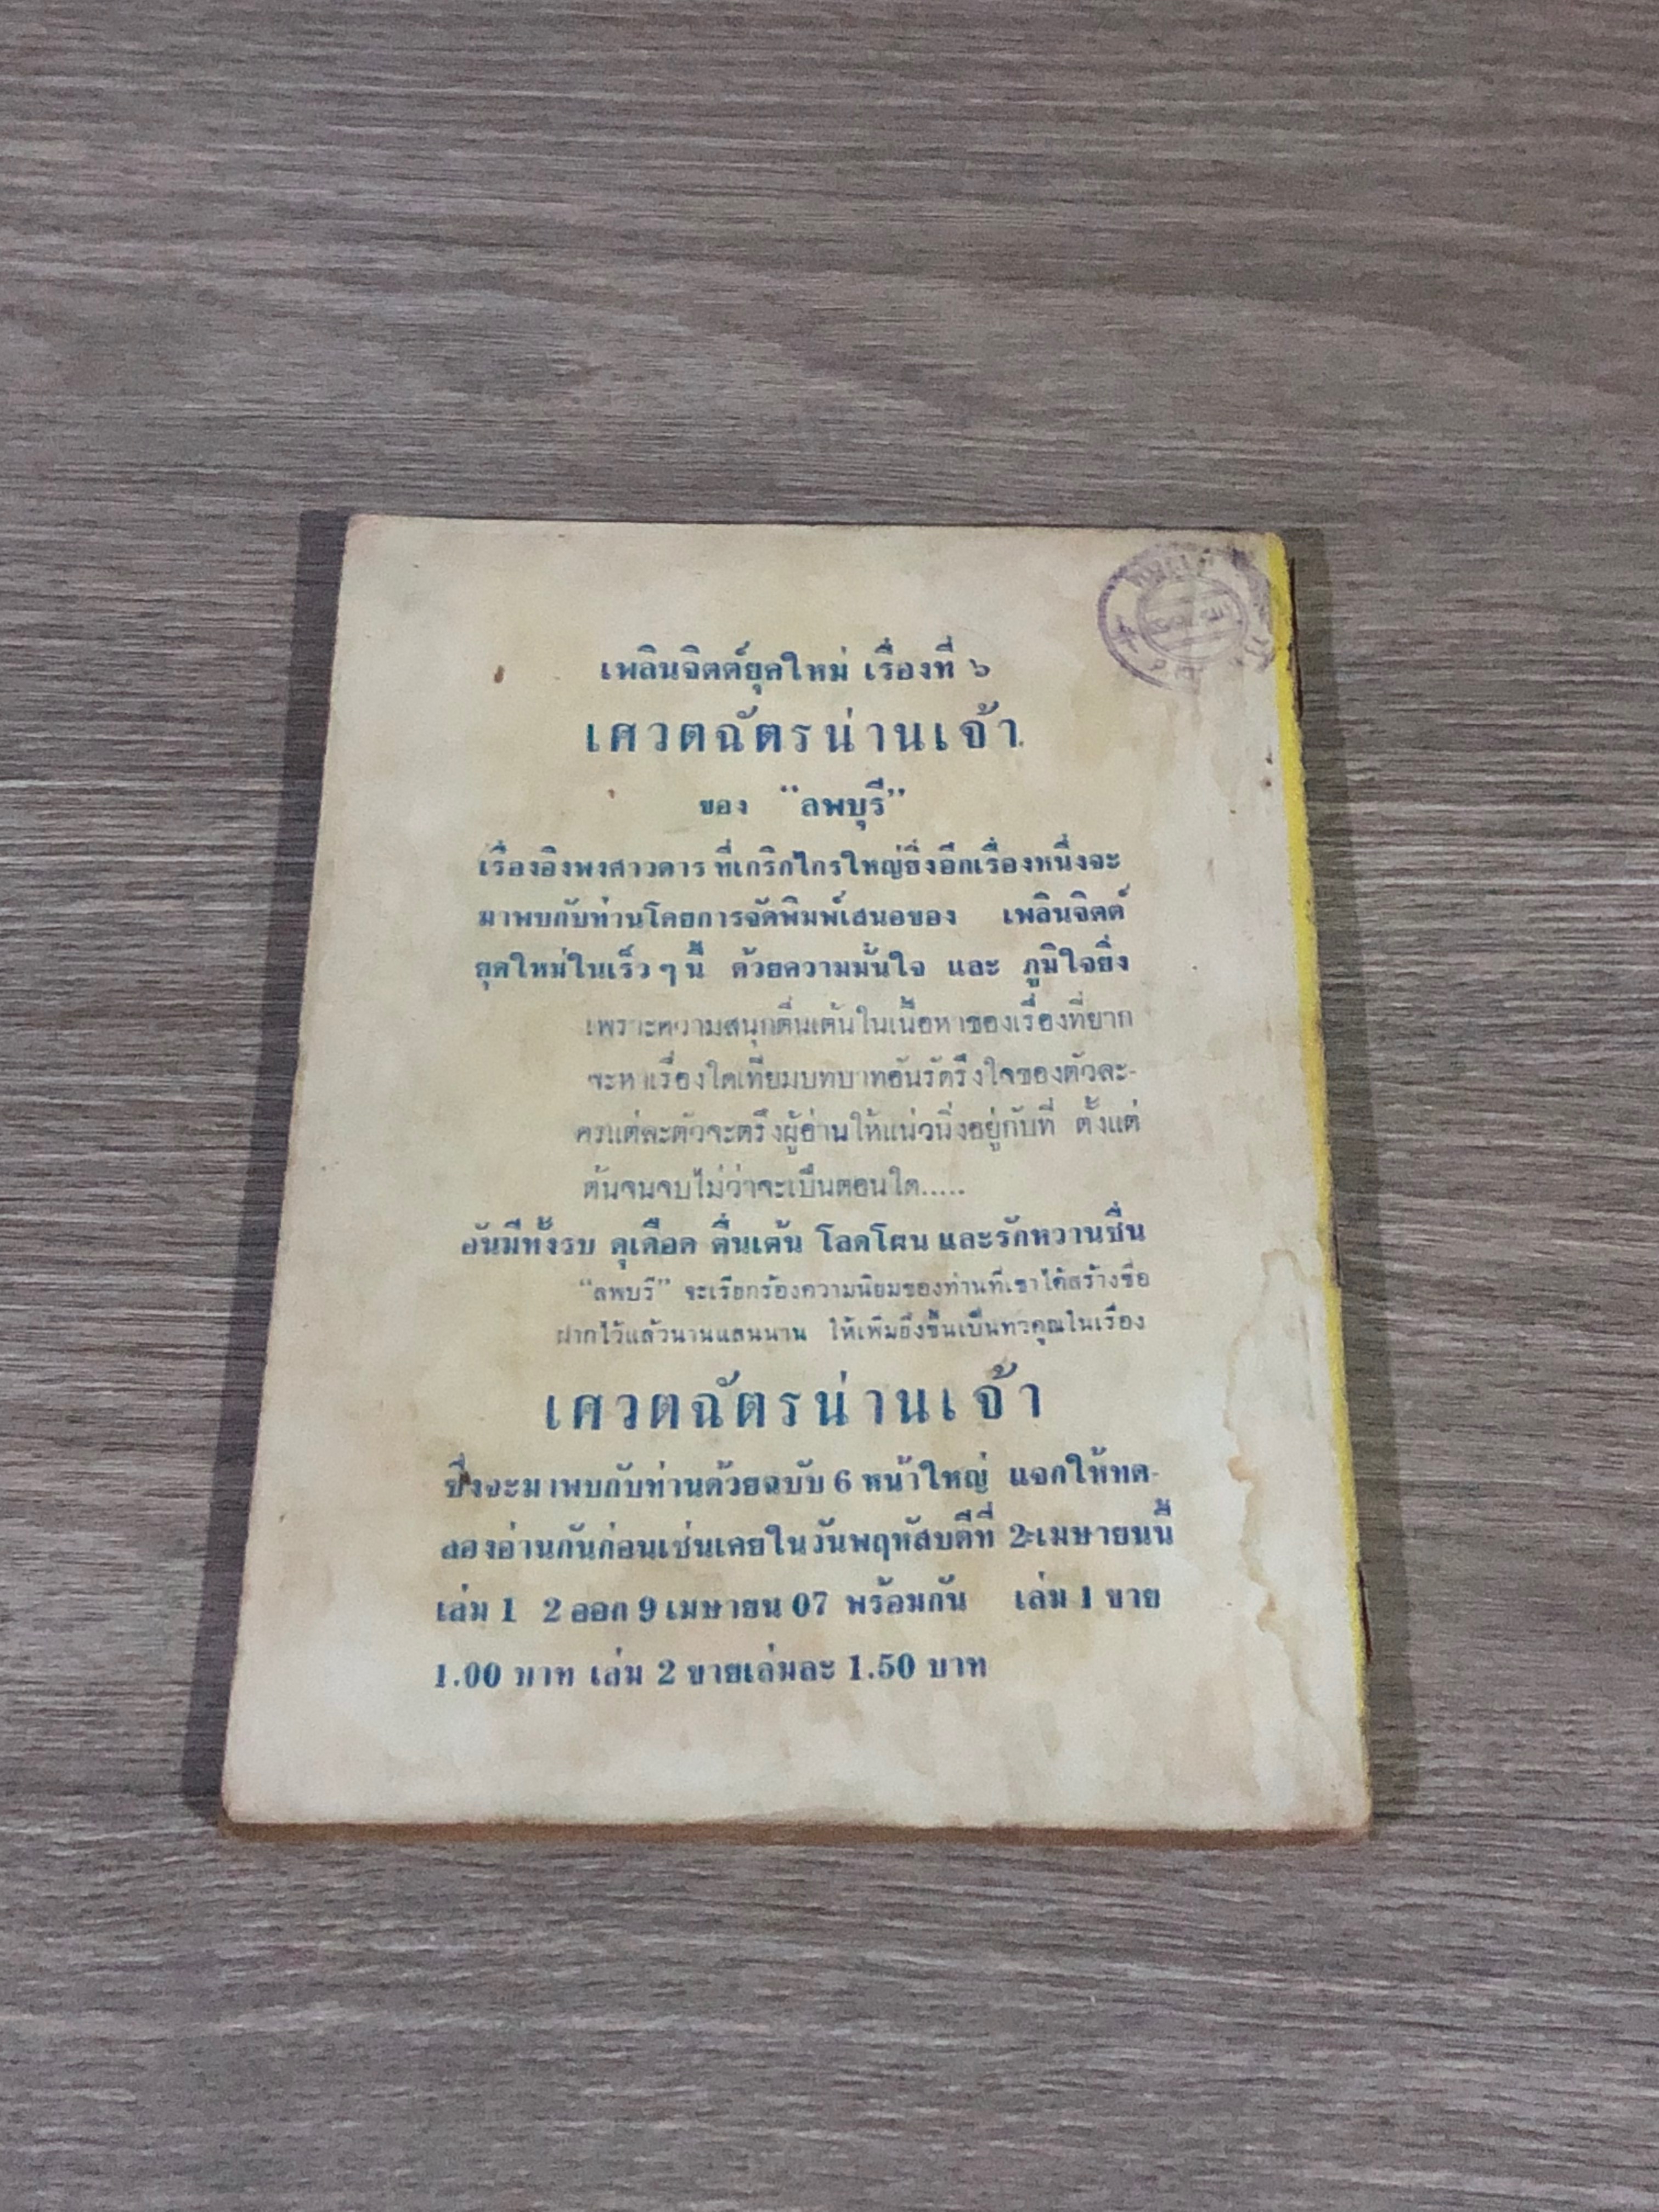 เพลินจิตต์ยุคใหม่ เรื่องที่ ๖
เศวตฉัตรน่านเจ้า
ของ "ลพบุรี"
เรื่องอิงพงศาวดาร ที่เกริกไกรใหญ่ยิ่งอีกเรื่องหนึ่งจะ
มาพบกับท่านโดยการจัดพิมพ์เสนอของ เพลินจิตต์
ยุคใหม่ในเร็วๆนี้ ด้วยความมั่นใจ และ ภูมิใจยิ่ง
เพราะความสนุกตื่นเต้นในเนื้อหาของเรื่องที่ยาก
จะหาเรื่องใดเทียมบทบาทอันรัดรึงใจของตัวละ-
ครแต่ละตัวจะตรึงผู้อ่านให้แน่วนิ่งอยู่กับที่ ตั้งแต่
ต้นจนจบไม่ว่าจะเป็นตอนใด.....
อันมีทั้งรบ ดุเดือด ตื่นเต้น โลดโผน และรักหวานชื่น
"ลพบุรี" จะเรียกร้องความนิยมของท่านที่เขาได้สร้างชื่อ
ฝากไว้แล้วนานแสนนาน ให้เพิ่มยิ่งขึ้นเป็นทวคูณในเรื่อง
เศวตฉัตรน่านเจ้า
ซึ่งจะมาพบกับท่านด้วยฉบับ 6 หน้าใหญ่ แจกให้ทด-
ลองอ่านกันก่อนเช่นเคยในวันพฤหัสบดีที่ 2 เมษายนนี้
เล่ม 1 2 ออก 9 เมษายน 07 พร้อมกัน เล่ม 1 ขาย
1.00 บาท เล่ม 2 ขายเล่มละ 1.50 บาท